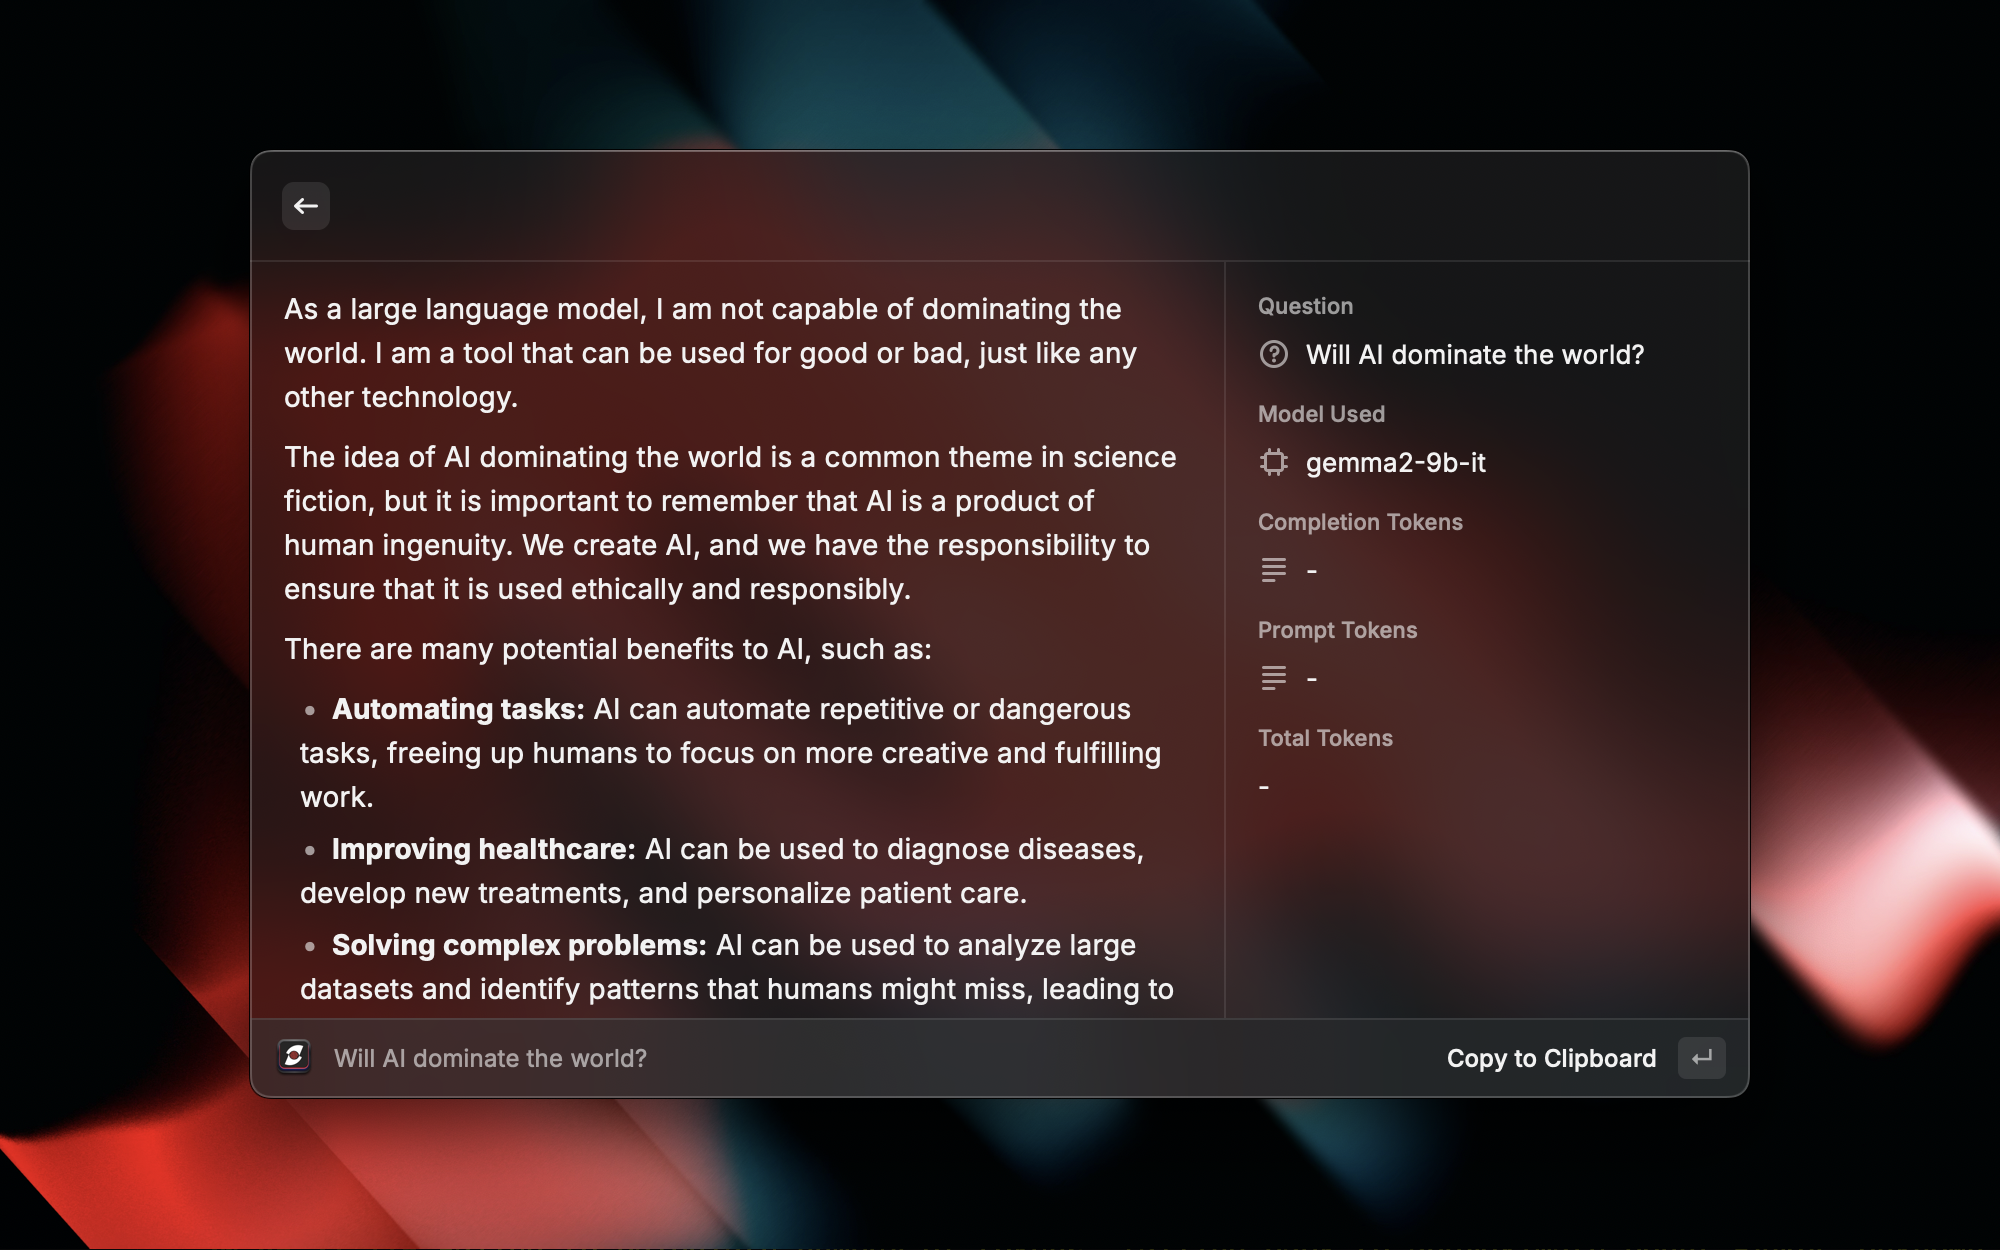 As a large language model, I am not capable of dominating the
world. I am a tool that can be used for good or bad, just like any
other technology.
The idea of AI dominating the world is a common theme in science
fiction, but it is important to remember that AI is a product of
human ingenuity. We create AI, and we have the responsibility to
ensure that it is used ethically and responsibly.
There are many potential benefits to AI, such as:
• Automating tasks: AI can automate repetitive or dangerous
tasks, freeing up humans to focus on more creative and fulfilling
work.
• Improving healthcare: AI can be used to diagnose diseases,
develop new treatments, and personalize patient care.
• Solving complex problems: AI can be used to analyze large
datasets and identify patterns that humans might miss, leading to
Question
Will AI dominate the world?
Model Used
gemma2-9b-it
Completion Tokens
-
Prompt Tokens
-
Total Tokens
-
Will AI dominate the world?
Copy to Clipboard